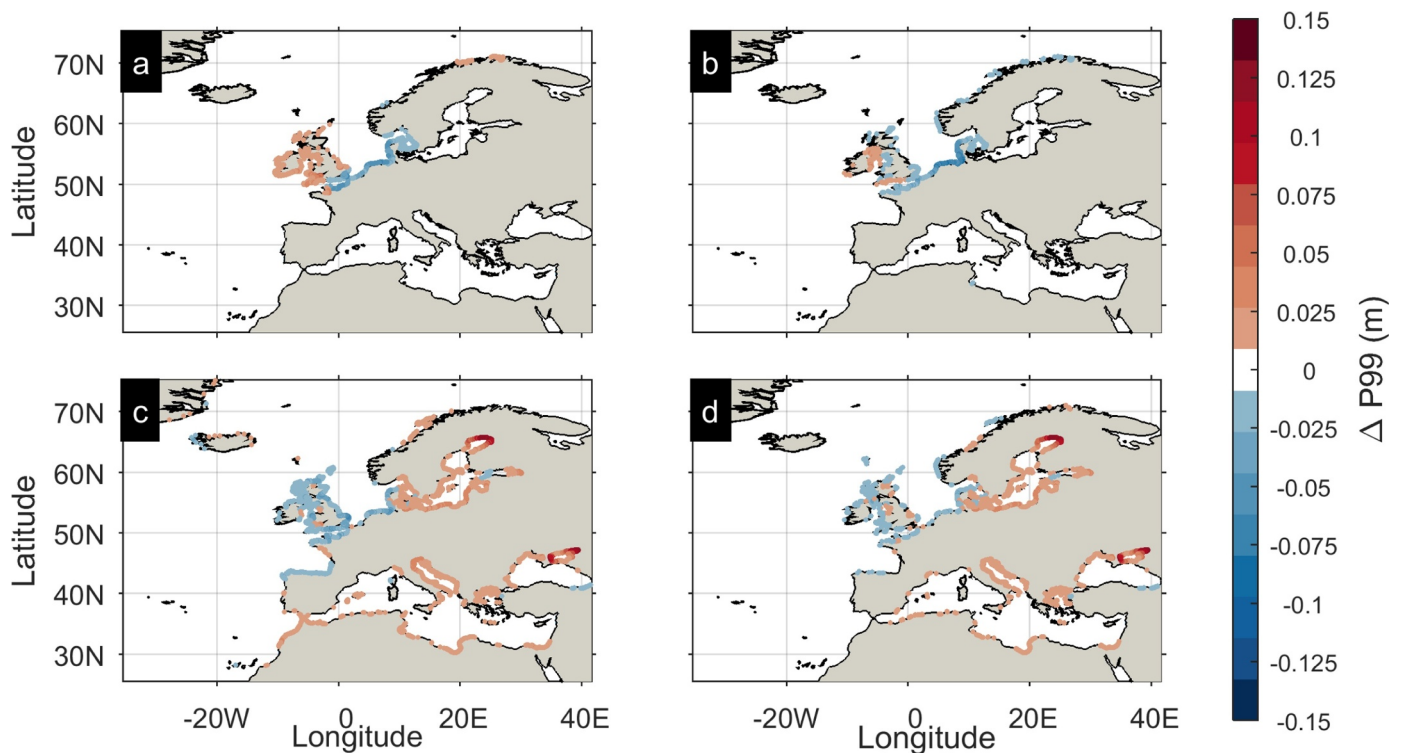 a
b
70N
60N
50N
40N
30N
Latitude
c
d
70N
60N
50N
40N
30N
Latitude
-20W
0
20E
40E
-20W
0
20E
40E
Longitude
Longitude
0.15
0.125
0.1
0.075
0.05
0.025
0
-0.025
-0.05
-0.075
-0.1
-0.125
-0.15
Δ P99 (m)